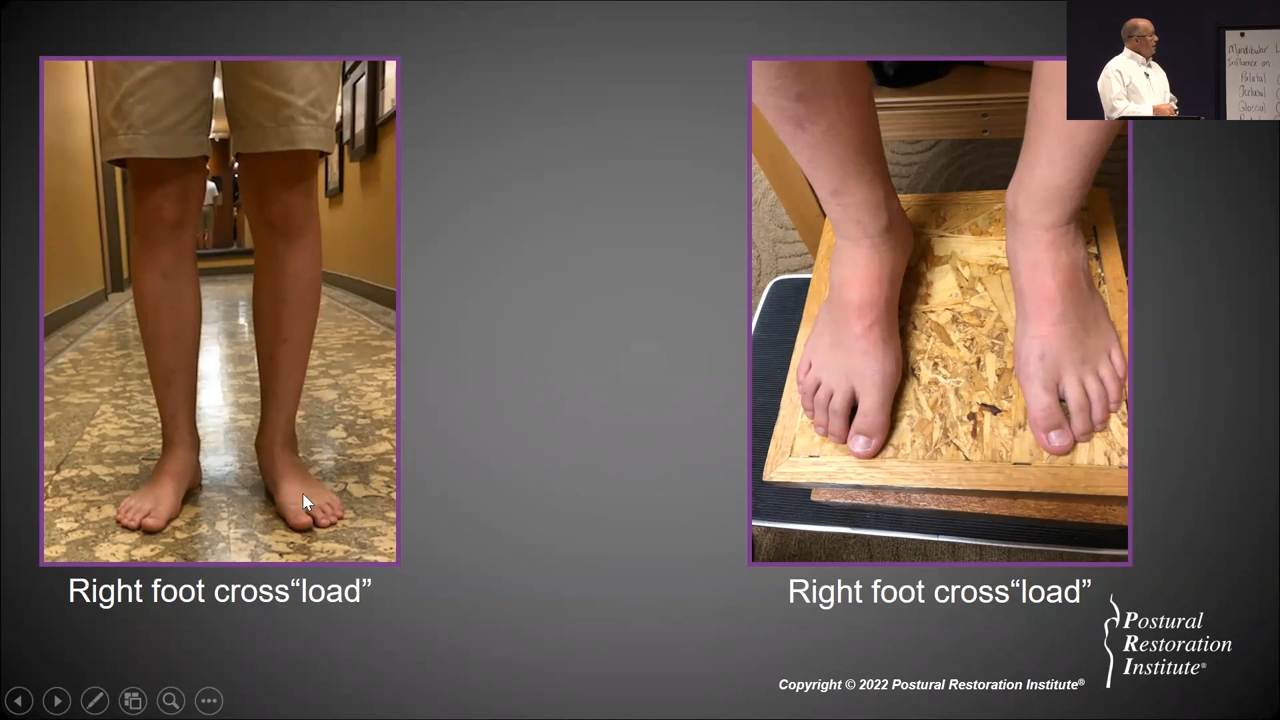 Mandibular
Influence on
Palatal
Occlusal
Glossal
Right foot cross“load”
Right foot cross“load”
Postural
Restoration
Institute®
Copyright © 2022 Postural Restoration Institute®